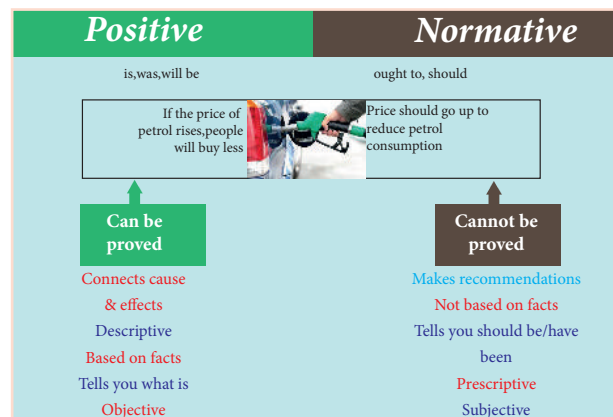 Positive
Normative
is,was,will be
ought to, should
If the price of
petrol rises,people
will buy less
Price should go up to
reduce petrol
consumption
Can be
proved
Cannot be
proved
Connects cause
& effects
Descriptive
Based on facts
Tells you what is
Objective
Makes recommendations
Not based on facts
Tells you should be/have
been
Prescriptive
Subjective